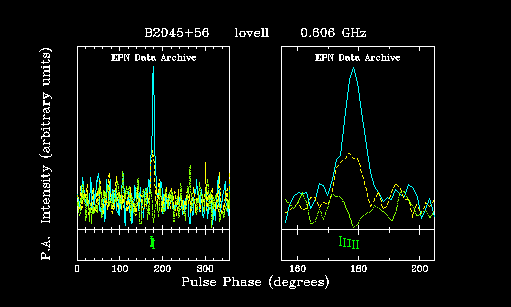 B2045+56 lovell 0.606 GHz
EPN Data Archive EPN Data Archive
P.A. Intensity (arbitrary units)
0 100 200 300 160 180 200
Pulse Phase (degrees)